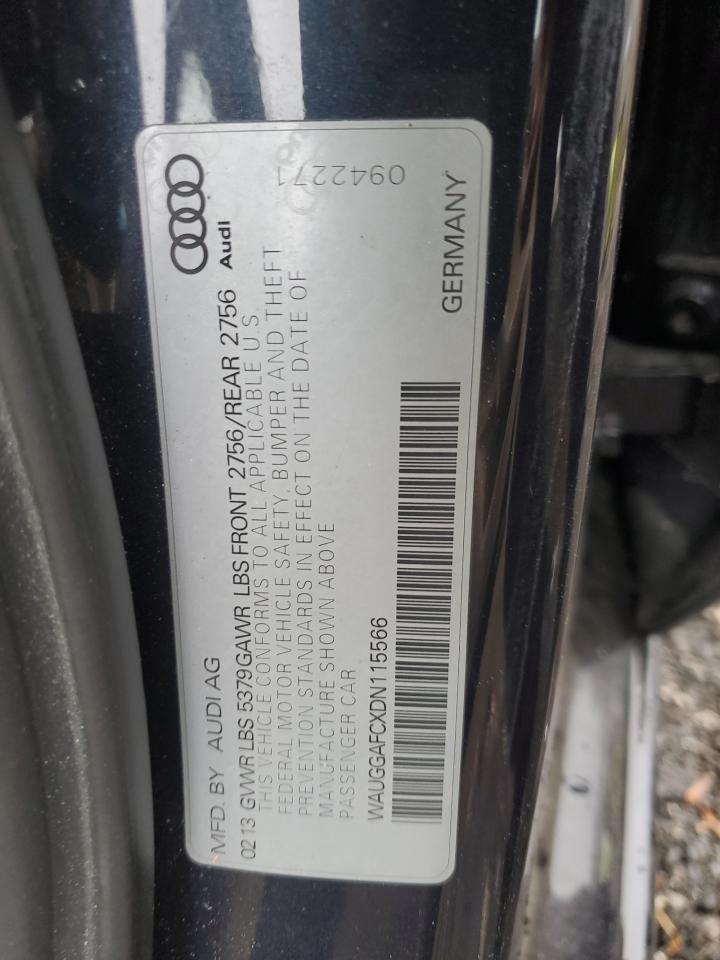 MFD. BY AUDI AG
Audi
02 13 GVWR LBS 5379 GAWR LBS FRONT 2756/REAR 2756
THIS VEHICLE CONFORMS TO ALL APPLICABLE U.S.
FEDERAL MOTOR VEHICLE SAFETY, BUMPER AND THEFT
PREVENTION STANDARDS IN EFFECT ON THE DATE OF
MANUFACTURE SHOWN ABOVE
PASSENGER CAR
0942271
WAUGGAFCXDN115566
GERMANY